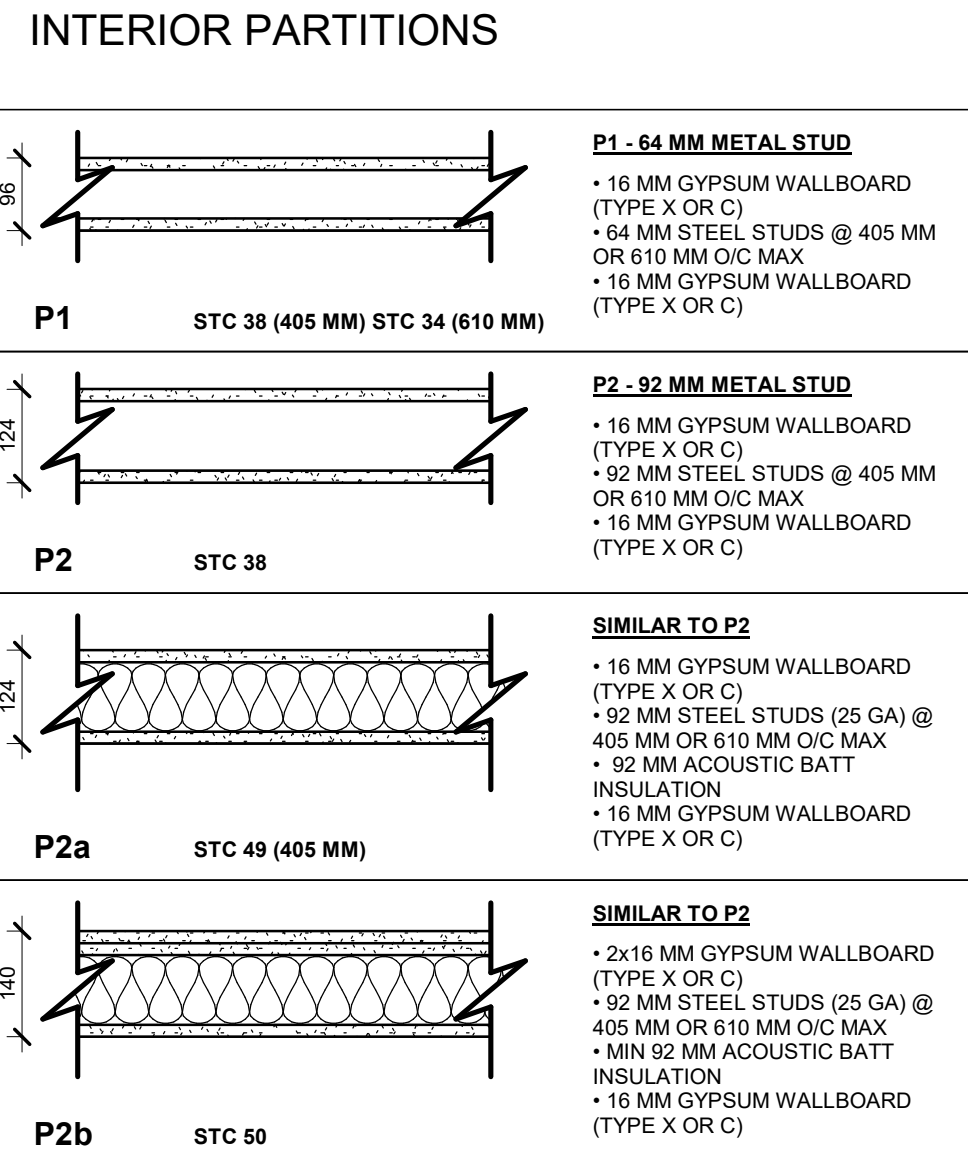 INTERIOR PARTITIONS
96
P1
STC 38 (405 MM) STC 34 (610 MM)
P1 - 64 MM METAL STUD
• 16 MM GYPSUM WALLBOARD
(TYPE X OR C)
• 64 MM STEEL STUDS @ 405 MM
OR 610 MM O/C MAX
• 16 MM GYPSUM WALLBOARD
(TYPE X OR C)
124
P2
STC 38
P2 - 92 MM METAL STUD
• 16 MM GYPSUM WALLBOARD
(TYPE X OR C)
• 92 MM STEEL STUDS @ 405 MM
OR 610 MM O/C MAX
• 16 MM GYPSUM WALLBOARD
(TYPE X OR C)
124
P2a
STC 49 (405 MM)
SIMILAR TO P2
• 16 MM GYPSUM WALLBOARD
(TYPE X OR C)
• 92 MM STEEL STUDS (25 GA) @
405 MM OR 610 MM O/C MAX
• 92 MM ACOUSTIC BATT
INSULATION
• 16 MM GYPSUM WALLBOARD
(TYPE X OR C)
140
P2b
STC 50
SIMILAR TO P2
• 2x16 MM GYPSUM WALLBOARD
(TYPE X OR C)
• 92 MM STEEL STUDS (25 GA) @
405 MM OR 610 MM O/C MAX
• MIN 92 MM ACOUSTIC BATT
INSULATION
• 16 MM GYPSUM WALLBOARD
(TYPE X OR C)